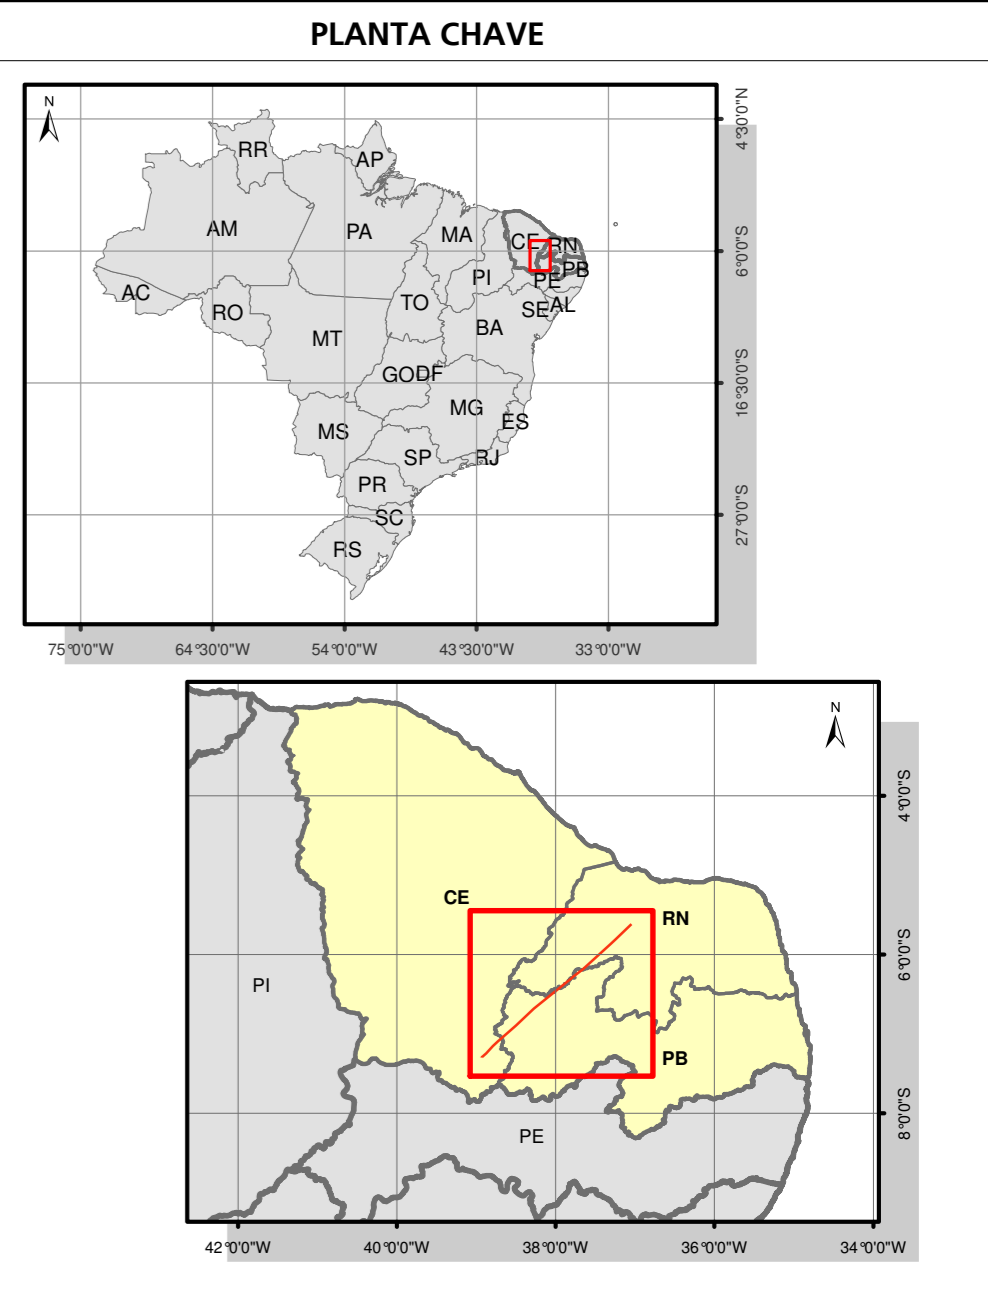 PLANTA CHAVE
N
4°30'0"N
RR
AP
AM
PA
MA
CE
RN
6°0'0"S
PI
PB
PE
AC
TO
SE
AL
RO
BA
MT
GO
DF
16°30'0"S
MG
MS
ES
SP
RJ
PR
SC
27°0'0"S
RS
75°0'0"W
64°30'0"W
54°0'0"W
43°30'0"W
33°0'0"W
N
4°0'0"S
CE
RN
6°0'0"S
PI
PB
8°0'0"S
PE
42°0'0"W
40°0'0"W
38°0'0"W
36°0'0"W
34°0'0"W